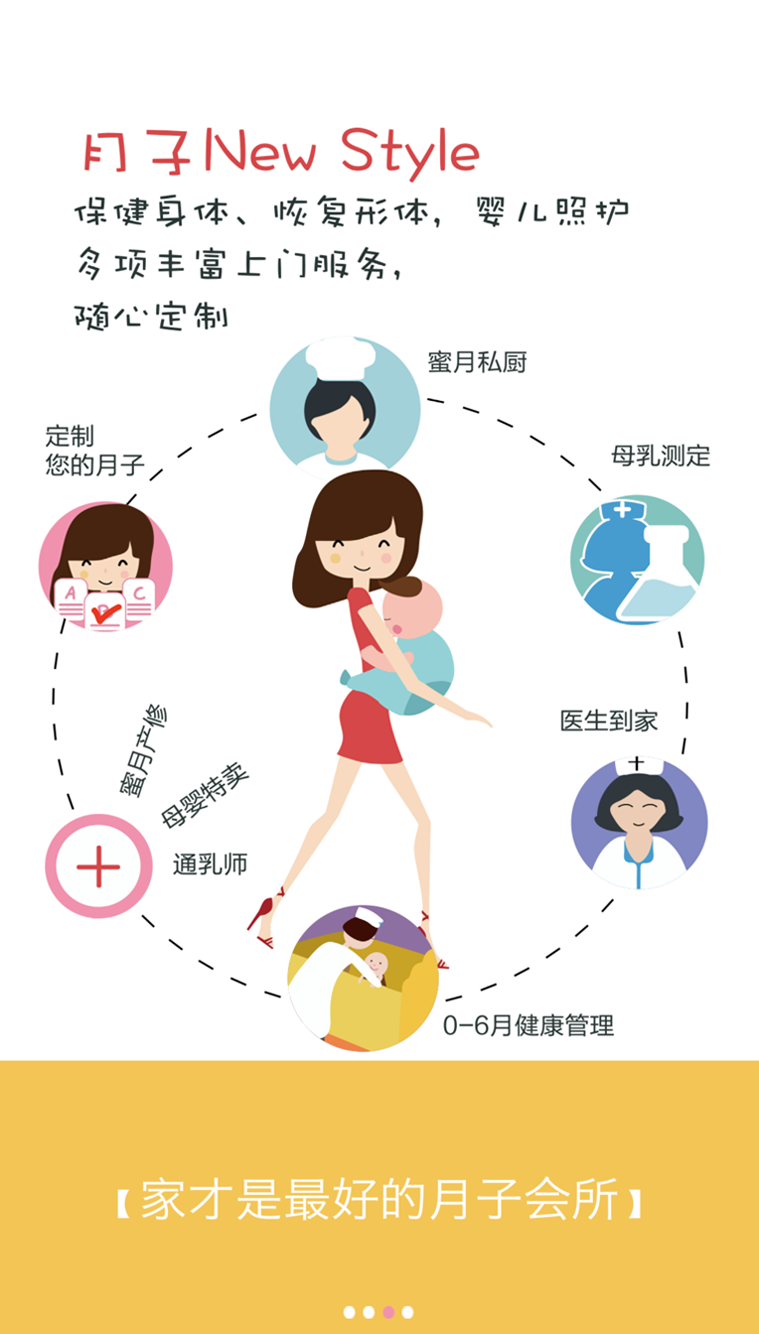 月子New Style
保健身体、恢复形体，婴儿照护
多项丰富上门服务，
随心定制
蜜月私厨
定制
您的月子
母乳测定
A
C
医生到家
蜜月产修
母婴特卖
通乳师
0-6月健康管理
【家才是最好的月子会所】